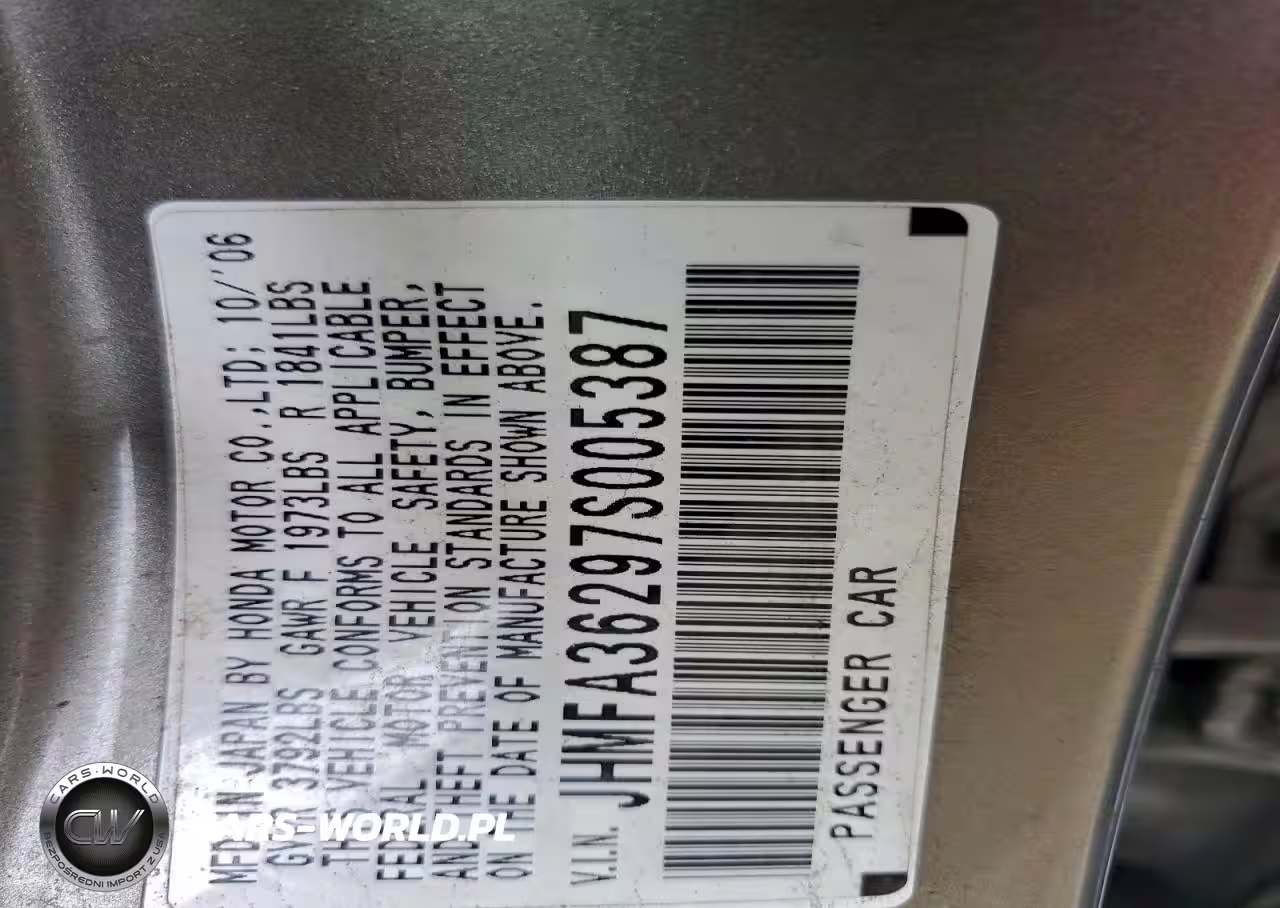 MFD IN JAPAN BY HONDA MOTOR CO.,LTD: 10/'06
GVWR 3792LBS GAWR F 1973LBS R 1841LBS
THIS VEHICLE CONFORMS TO ALL APPLICABLE
FEDERAL MOTOR VEHICLE SAFETY, BUMPER,
AND THEFT PREVENTION STANDARDS IN EFFECT
ON THE DATE OF MANUFACTURE SHOWN ABOVE.
V.I.N. JHMFA36297S005387
PASSENGER CAR
CARS-WORLD
CW
BEZPOŚREDNI IMPORT Z USA
CARS-WORLD.PL